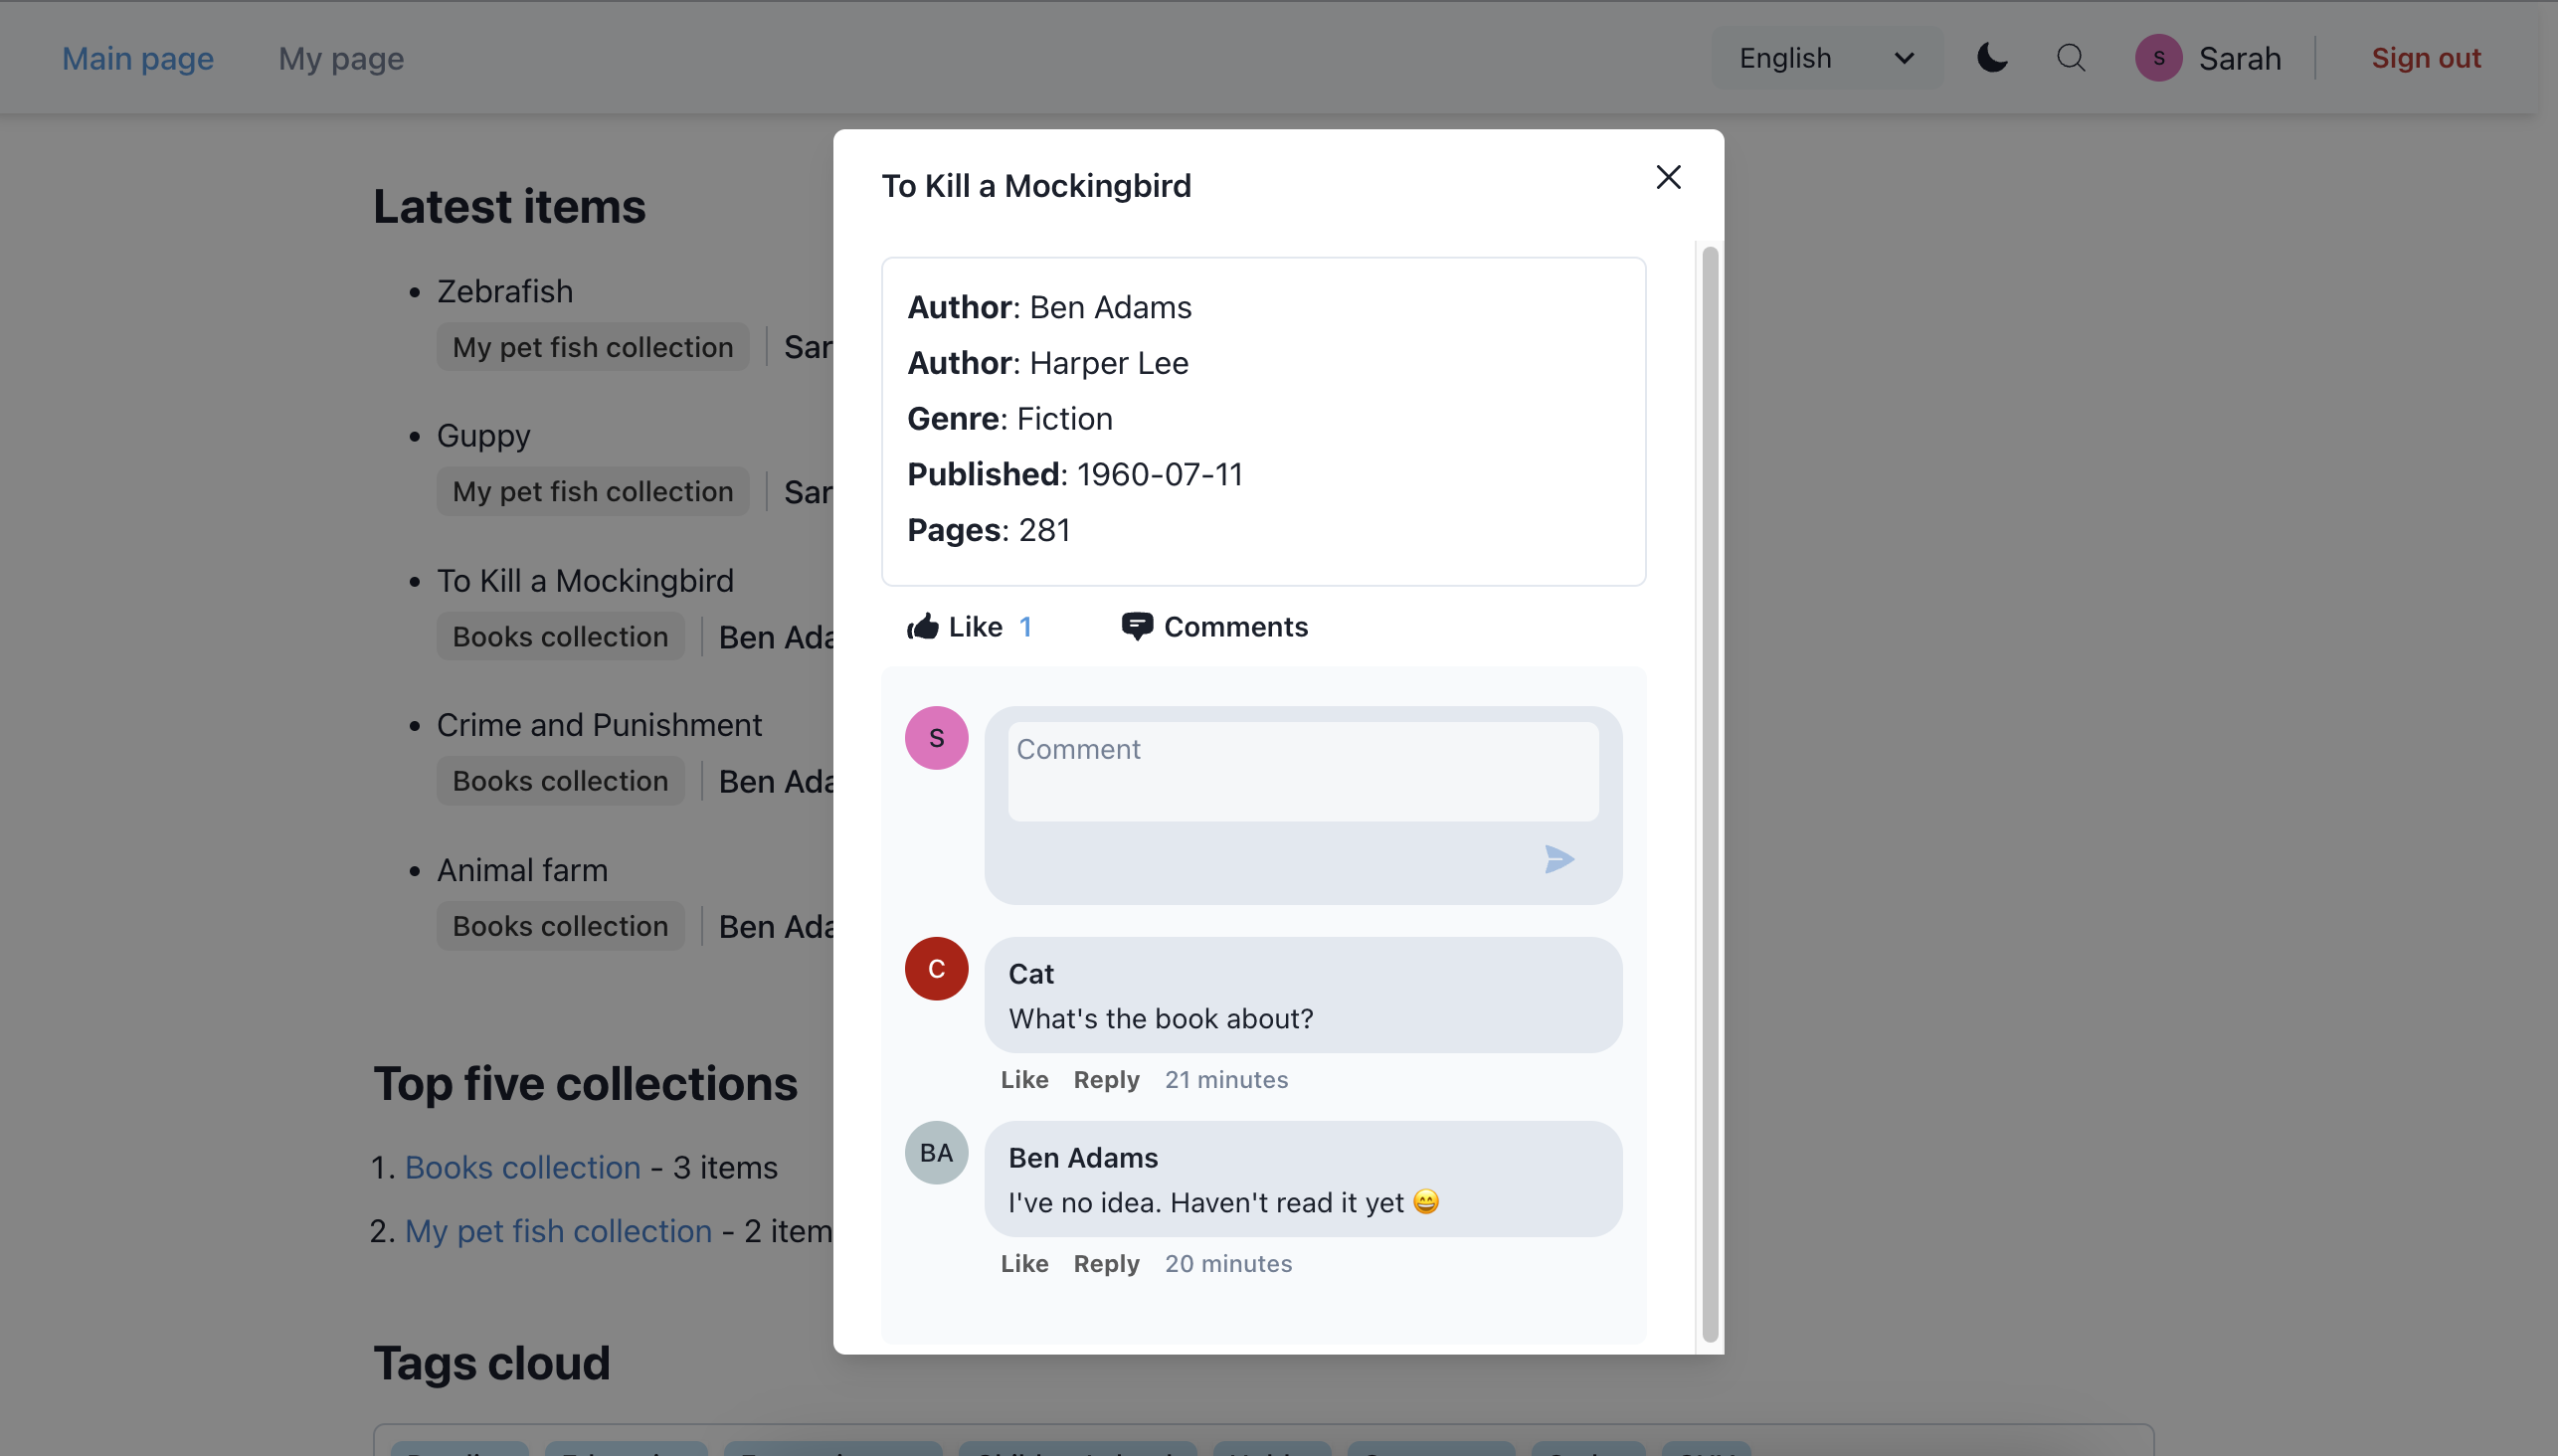 Main page My page English S Sarah Sign out
Latest items
• Zebrafish
My pet fish collection Sar
• Guppy
My pet fish collection Sar
• To Kill a Mockingbird
Books collection Ben Ada
• Crime and Punishment
Books collection Ben Ada
• Animal farm
Books collection Ben Ada
Top five collections
1. Books collection - 3 items
2. My pet fish collection - 2 item
Tags cloud
To Kill a Mockingbird
Author: Ben Adams
Author: Harper Lee
Genre: Fiction
Published: 1960-07-11
Pages: 281
Like 1 Comments
S
Comment
C
Cat
What's the book about?
Like Reply 21 minutes
BA
Ben Adams
I've no idea. Haven't read it yet 😄
Like Reply 20 minutes